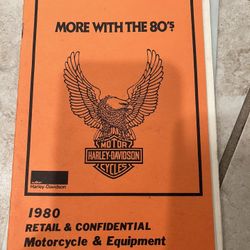 MORE WITH THE 80's
MOTOR
HARLEY-DAVIDSON
CYCLES
Harley-Davidson
1980
RETAIL & CONFIDENTIAL
Motorcycle & Equipment